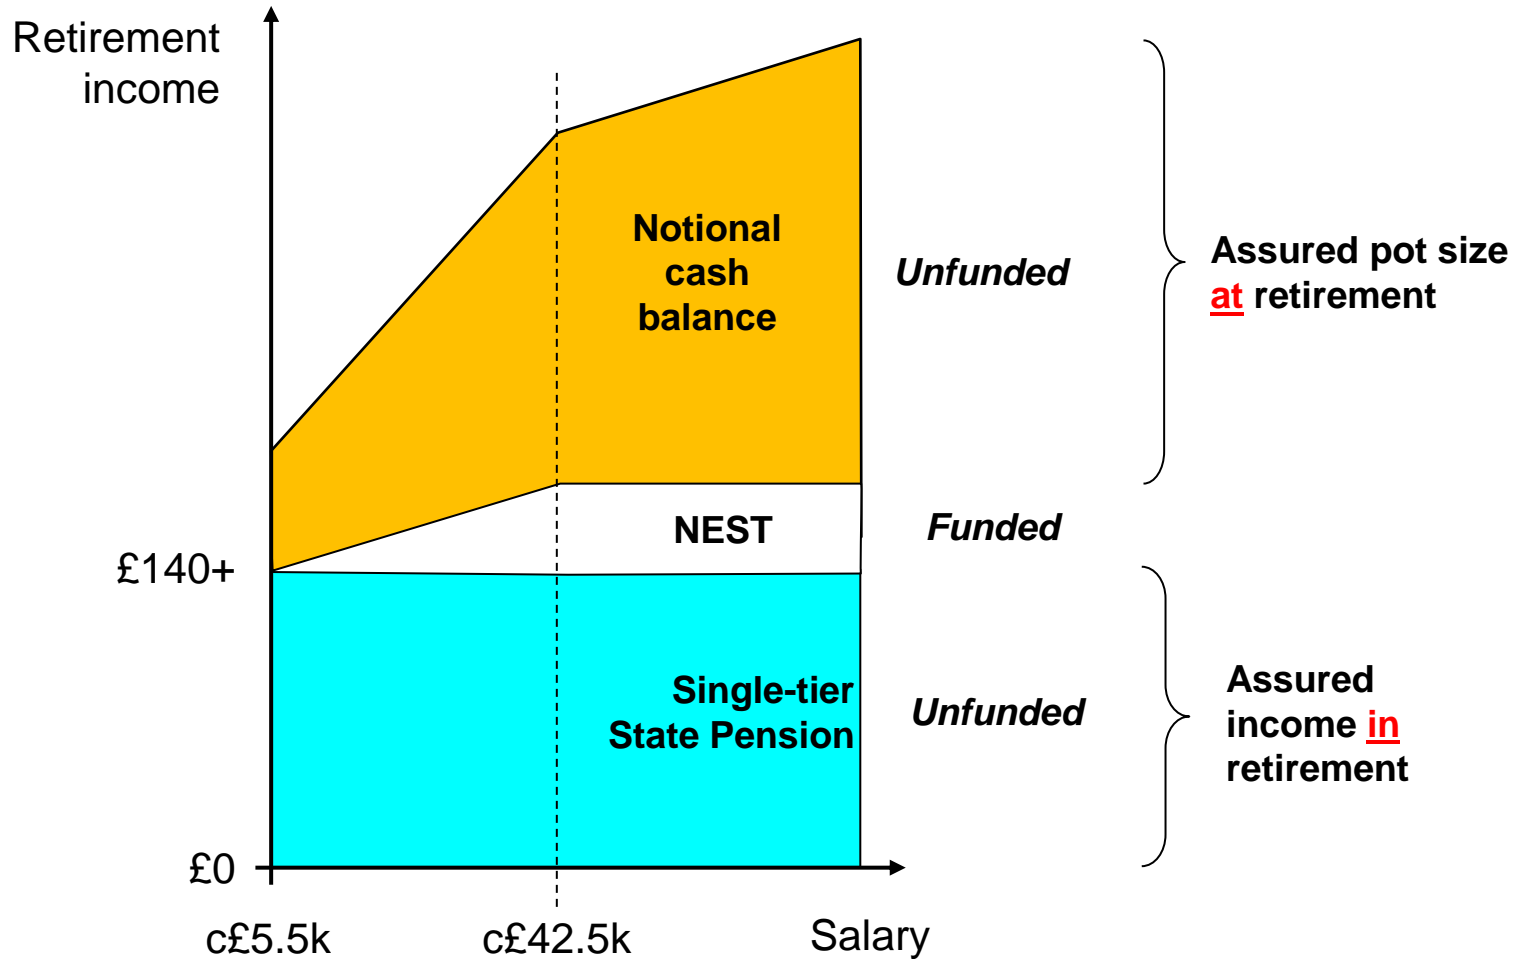 Retirement
income
Notional
cash
balance
Unfunded
Assured pot size
at retirement
NEST
Funded
£140+
Single-tier
State Pension
Unfunded
Assured
income in
retirement
£0
c£5.5k
c£42.5k
Salary